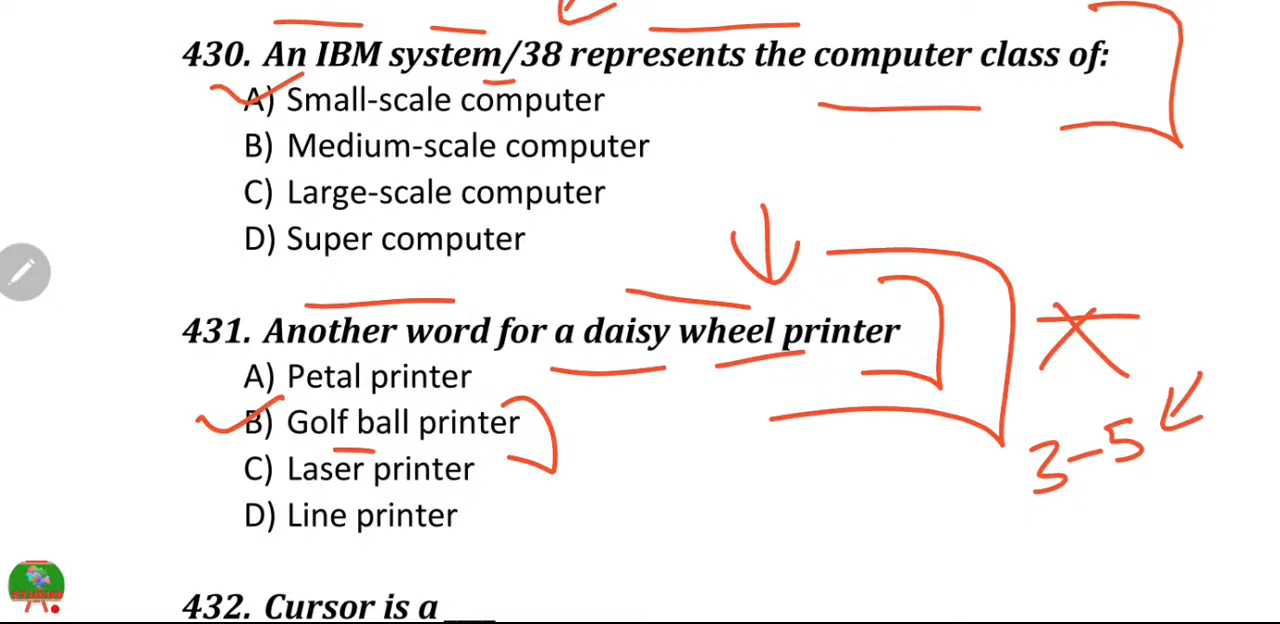 430. An IBM system/38 represents the computer class of:
A) Small-scale computer
B) Medium-scale computer
C) Large-scale computer
D) Super computer
431. Another word for a daisy wheel printer
A) Petal printer
B) Golf ball printer
C) Laser printer
D) Line printer
3-5
432. Cursor is a ____